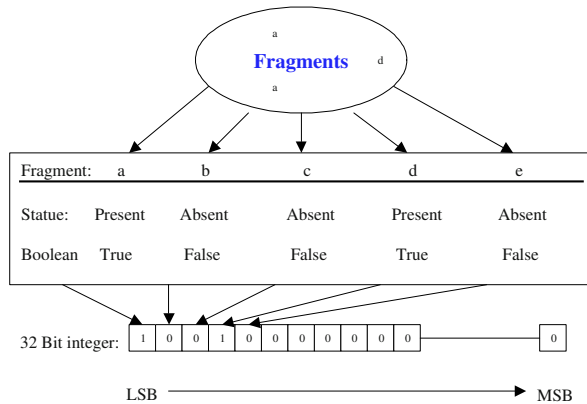 a
Fragments d
a
Fragment: a b c d e
Statue: Present Absent Absent Present Absent
Boolean True False False True False
32 Bit integer: 1 0 0 1 0 0 0 0 0 0 0 0
LSB MSB